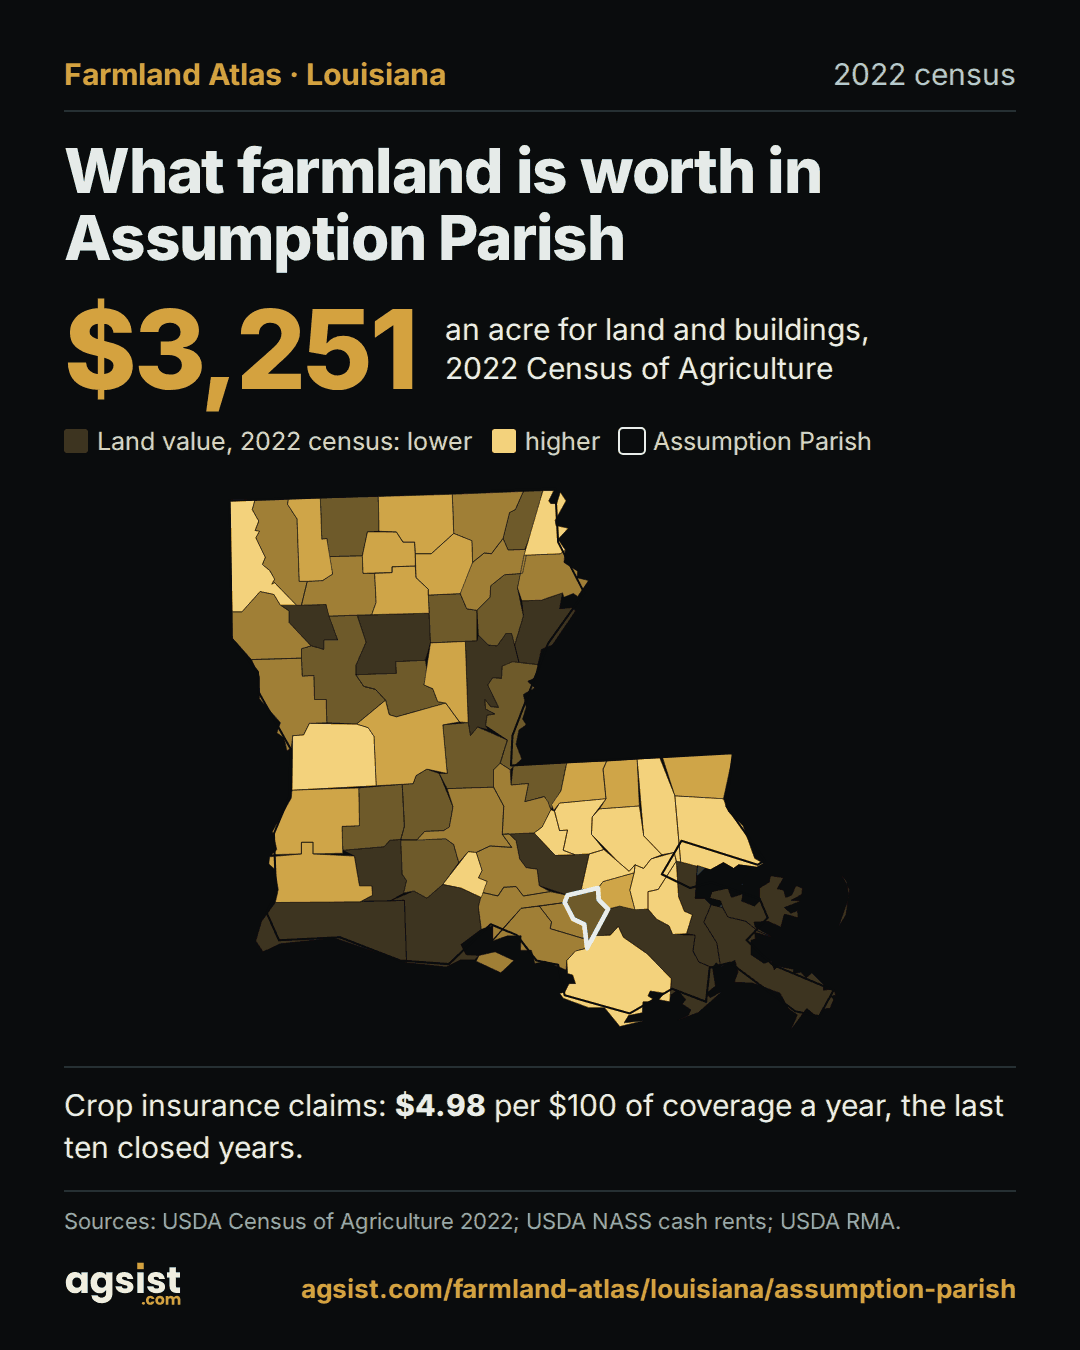 Farmland Atlas · Louisiana
2022 census
What farmland is worth in
Assumption Parish
$3,251
an acre for land and buildings,
2022 Census of Agriculture
Land value, 2022 census: lower
higher
Assumption Parish
Crop insurance claims: $4.98 per $100 of coverage a year, the last
ten closed years.
Sources: USDA Census of Agriculture 2022; USDA NASS cash rents; USDA RMA.
agsist
.com
agsist.com/farmland-atlas/louisiana/assumption-parish